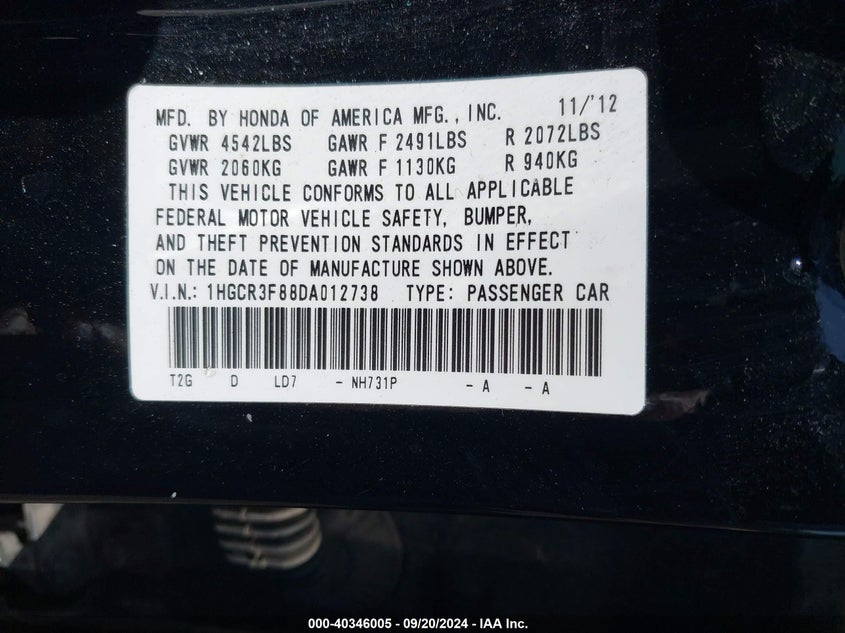 MFD. BY HONDA OF AMERICA MFG., INC. 11/'12
GVWR 4542LBS GAWR F 2491LBS R 2072LBS
GVWR 2060KG GAWR F 1130KG R 940KG
THIS VEHICLE CONFORMS TO ALL APPLICABLE
FEDERAL MOTOR VEHICLE SAFETY, BUMPER,
AND THEFT PREVENTION STANDARDS IN EFFECT
ON THE DATE OF MANUFACTURE SHOWN ABOVE.
V.I.N.: 1HGCR3F88DA012738 TYPE: PASSENGER CAR
T2G D LD7 - NH731P - A - A
000-40346005 - 09/20/2024 - IAA Inc.